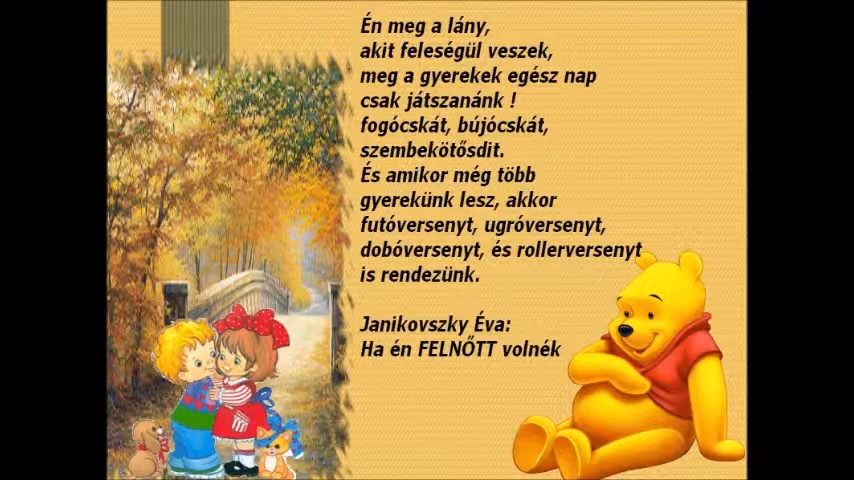 Én meg a lány,
akit feleségül veszek,
meg a gyerekek egész nap
csak játszanánk !
fogócskát, bújócskát,
szembekötősdit.
És amikor még több
gyerekünk lesz, akkor
futóversenyt, ugróversenyt,
dobóversenyt, és rollerversenyt
is rendezünk.
Janikovszky Éva:
Ha én FELNŐTT volnék